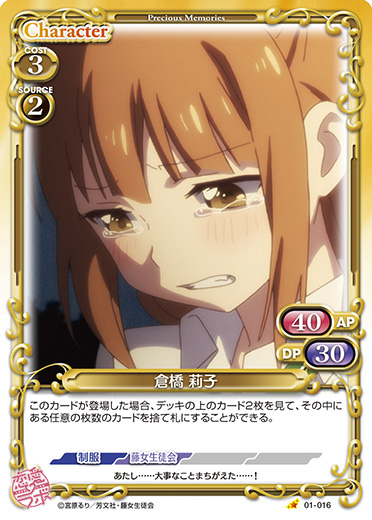 Precious Memories
Character
COST
3
SOURCE
2
40 AP
DP 30
倉橋 莉子
このカードが登場した場合、デッキの上のカード2枚を見て、その中に
ある任意の枚数のカードを捨て札にすることができる。
制服 藤女生徒会
あたし……大事なことまちがえた……!
恋愛
ラボ
©宮原るり/芳文社・藤女生徒会
01-016